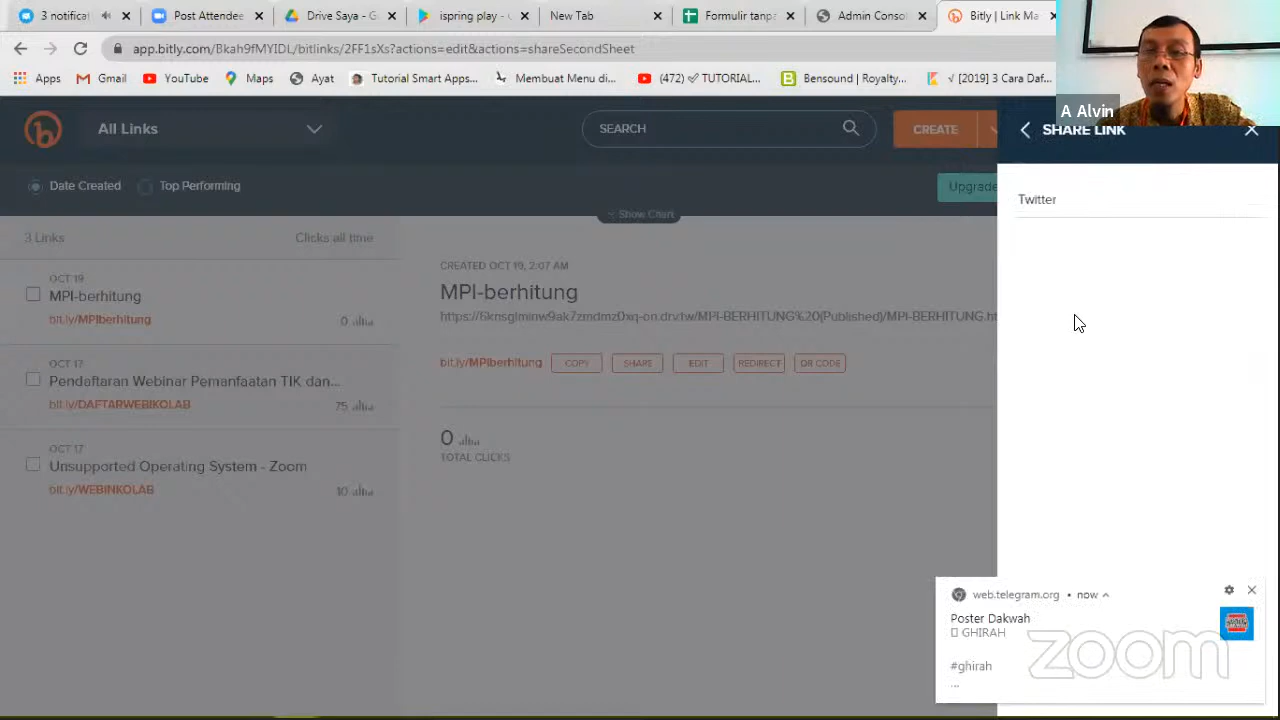 3 notificat
Post Attendee
Drive Saya - G
ispring play - G
New Tab
Formulir tanp
Admin Conso
Bitly | Link Ma
app.bitly.com/Bkah9fMYIDL/bitlinks/2FF1sXs?actions=edit&actions=shareSecondSheet
Apps
Gmail
YouTube
Maps
Ayat
Tutorial Smart Apps...
Membuat Menu di...
(472) ✓ TUTORIAL...
Bensound | Royalty...
√ [2019] 3 Cara Daf...
A Alvin
All Links
SEARCH
CREATE
SHARE LINK
Date Created
Top Performing
Upgrade
Twitter
Show Chart
3 Links
Clicks all time
CREATED OCT 19, 2:07 AM
OCT 19
MPI-berhitung
MPI-berhitung
bit.ly/MPIberhitung
0
bit.ly/MPIberhitung
COPY
SHARE
EDIT
REDIRECT
QR CODE
OCT 17
Pendaftaran Webinar Pemanfaatan TIK dan...
bit.ly/DAFTARWEBIKOLAB
75
0
TOTAL CLICKS
OCT 17
Unsupported Operating System - Zoom
bit.ly/WEBINKOLAB
10
web.telegram.org • now
Poster Dakwah
GHIRAH
#ghirah
...
zoom